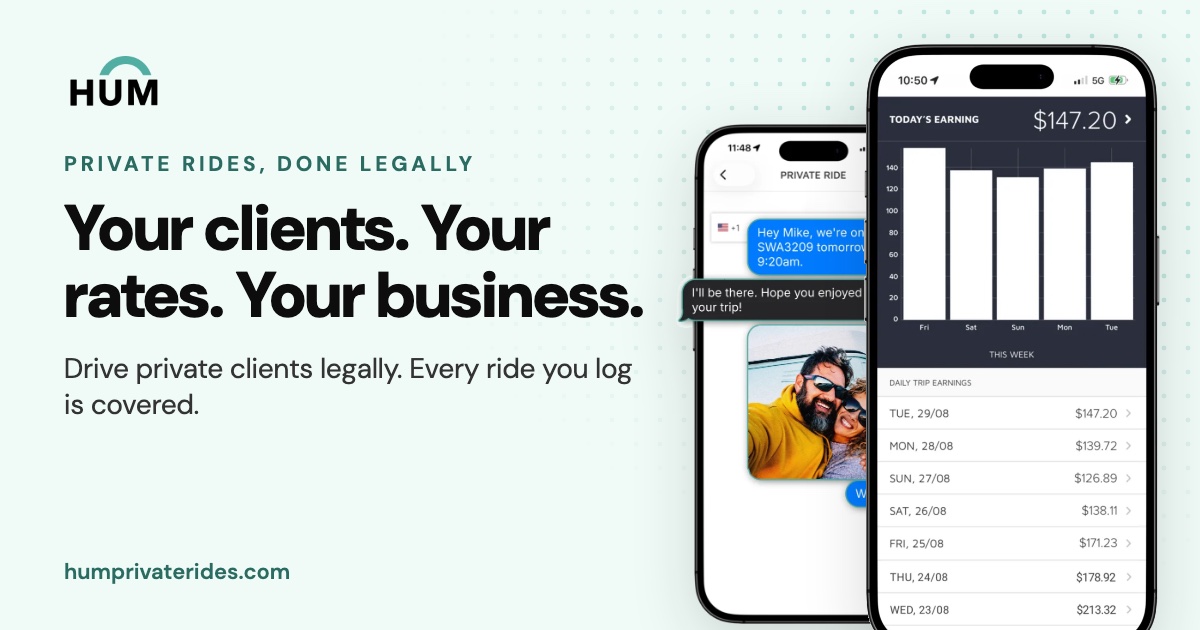 HUM
PRIVATE RIDES, DONE LEGALLY
Your clients. Your
rates. Your business.
Drive private clients legally. Every ride you log
is covered.
humprivaterides.com
11:48
PRIVATE RIDE
+1
Hey Mike, we're on
SWA3209 tomorrow
9:20am.
I'll be there. Hope you enjoyed
your trip!
W
10:50
5G
TODAY'S EARNING
$147.20
140
120
100
80
60
40
20
0
Fri
Sat
Sun
Mon
Tue
THIS WEEK
DAILY TRIP EARNINGS
TUE, 29/08 $147.20
MON, 28/08 $139.72
SUN, 27/08 $126.89
SAT, 26/08 $138.11
FRI, 25/08 $171.23
THU, 24/08 $178.92
WED, 23/08 $213.32